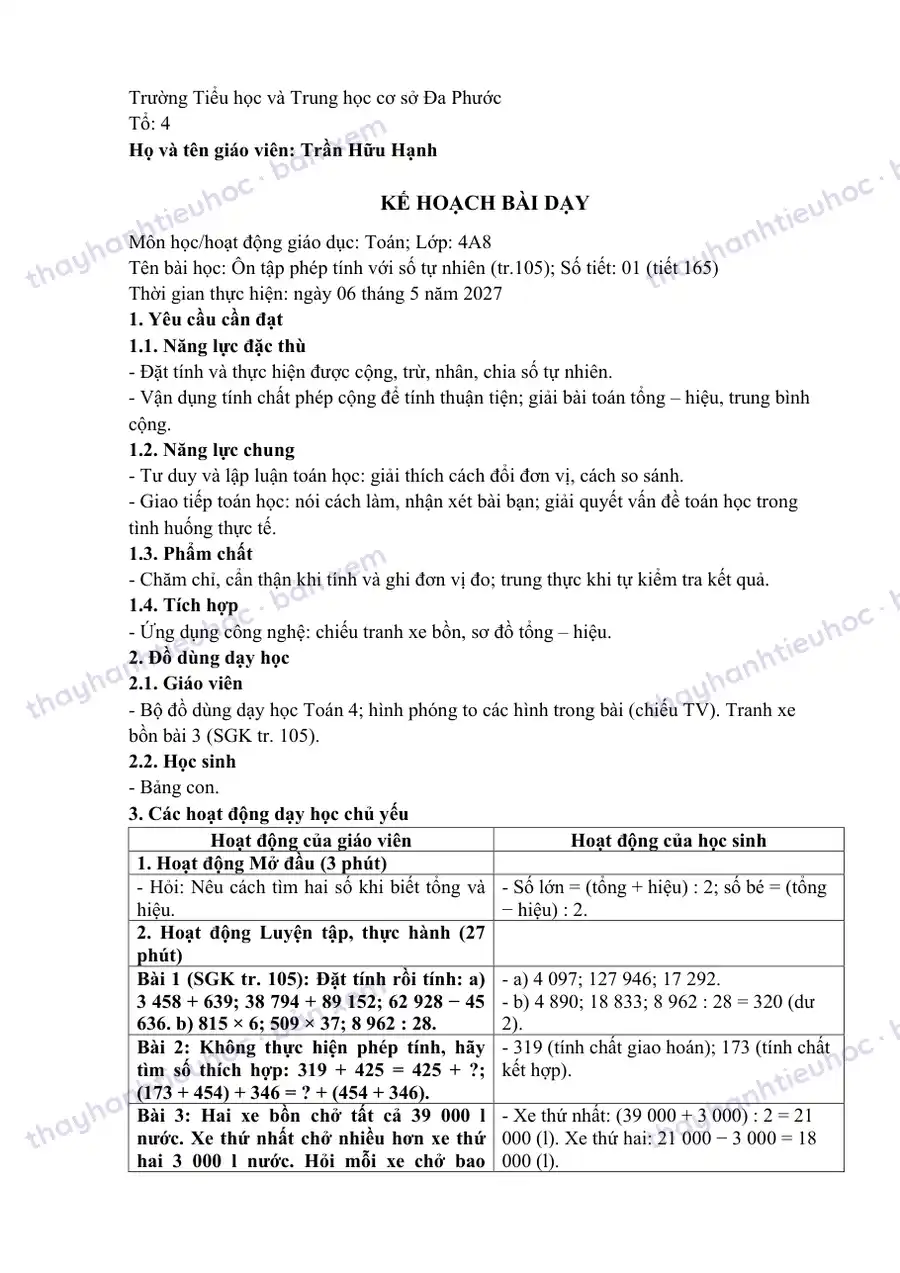 Trường Tiểu học và Trung học cơ sở Đa Phước
Tổ: 4
Họ và tên giáo viên: Trần Hữu Hạnh
KẾ HOẠCH BÀI DẠY
Môn học/hoạt động giáo dục: Toán; Lớp: 4A8
Tên bài học: Ôn tập phép tính với số tự nhiên (tr.105); Số tiết: 01 (tiết 165)
Thời gian thực hiện: ngày 06 tháng 5 năm 2027
1. Yêu cầu cần đạt
1.1. Năng lực đặc thù
- Đặt tính và thực hiện được cộng, trừ, nhân, chia số tự nhiên.
- Vận dụng tính chất phép cộng để tính thuận tiện; giải bài toán tổng – hiệu, trung bình
cộng.
1.2. Năng lực chung
- Tư duy và lập luận toán học: giải thích cách đổi đơn vị, cách so sánh.
- Giao tiếp toán học: nói cách làm, nhận xét bài bạn; giải quyết vấn đề toán học trong
tình huống thực tế.
1.3. Phẩm chất
- Chăm chỉ, cẩn thận khi tính và ghi đơn vị đo; trung thực khi tự kiểm tra kết quả.
1.4. Tích hợp
- Ứng dụng công nghệ: chiếu tranh xe bồn, sơ đồ tổng – hiệu.
2. Đồ dùng dạy học
2.1. Giáo viên
- Bộ đồ dùng dạy học Toán 4; hình phóng to các hình trong bài (chiếu TV). Tranh xe
bồn bài 3 (SGK tr. 105).
2.2. Học sinh
- Bảng con.
3. Các hoạt động dạy học chủ yếu
Hoạt động của giáo viên
Hoạt động của học sinh
1. Hoạt động Mở đầu (3 phút)
- Hỏi: Nêu cách tìm hai số khi biết tổng và
hiệu.
- Số lớn = (tổng + hiệu) : 2; số bé = (tổng
− hiệu) : 2.
2. Hoạt động Luyện tập, thực hành (27
phút)
Bài 1 (SGK tr. 105): Đặt tính rồi tính: a)
3 458 + 639; 38 794 + 89 152; 62 928 − 45
636. b) 815 × 6; 509 × 37; 8 962 : 28.
- a) 4 097; 127 946; 17 292.
- b) 4 890; 18 833; 8 962 : 28 = 320 (dư
2).
Bài 2: Không thực hiện phép tính, hãy
tìm số thích hợp: 319 + 425 = 425 + ?;
(173 + 454) + 346 = ? + (454 + 346).
- 319 (tính chất giao hoán); 173 (tính chất
kết hợp).
Bài 3: Hai xe bồn chở tất cả 39 000 l
nước. Xe thứ nhất chở nhiều hơn xe thứ
hai 3 000 l nước. Hỏi mỗi xe chở bao
- Xe thứ nhất: (39 000 + 3 000) : 2 = 21
000 (l). Xe thứ hai: 21 000 − 3 000 = 18
000 (l).
thayhanhtieuhoc · bản xem
thayhanhtieuhoc · b
thayhanhtieuhoc · bản xem
thayhanhtieuhoc · b
thayhanhtieuhoc · bản xem
thayhanhtieuhoc · b